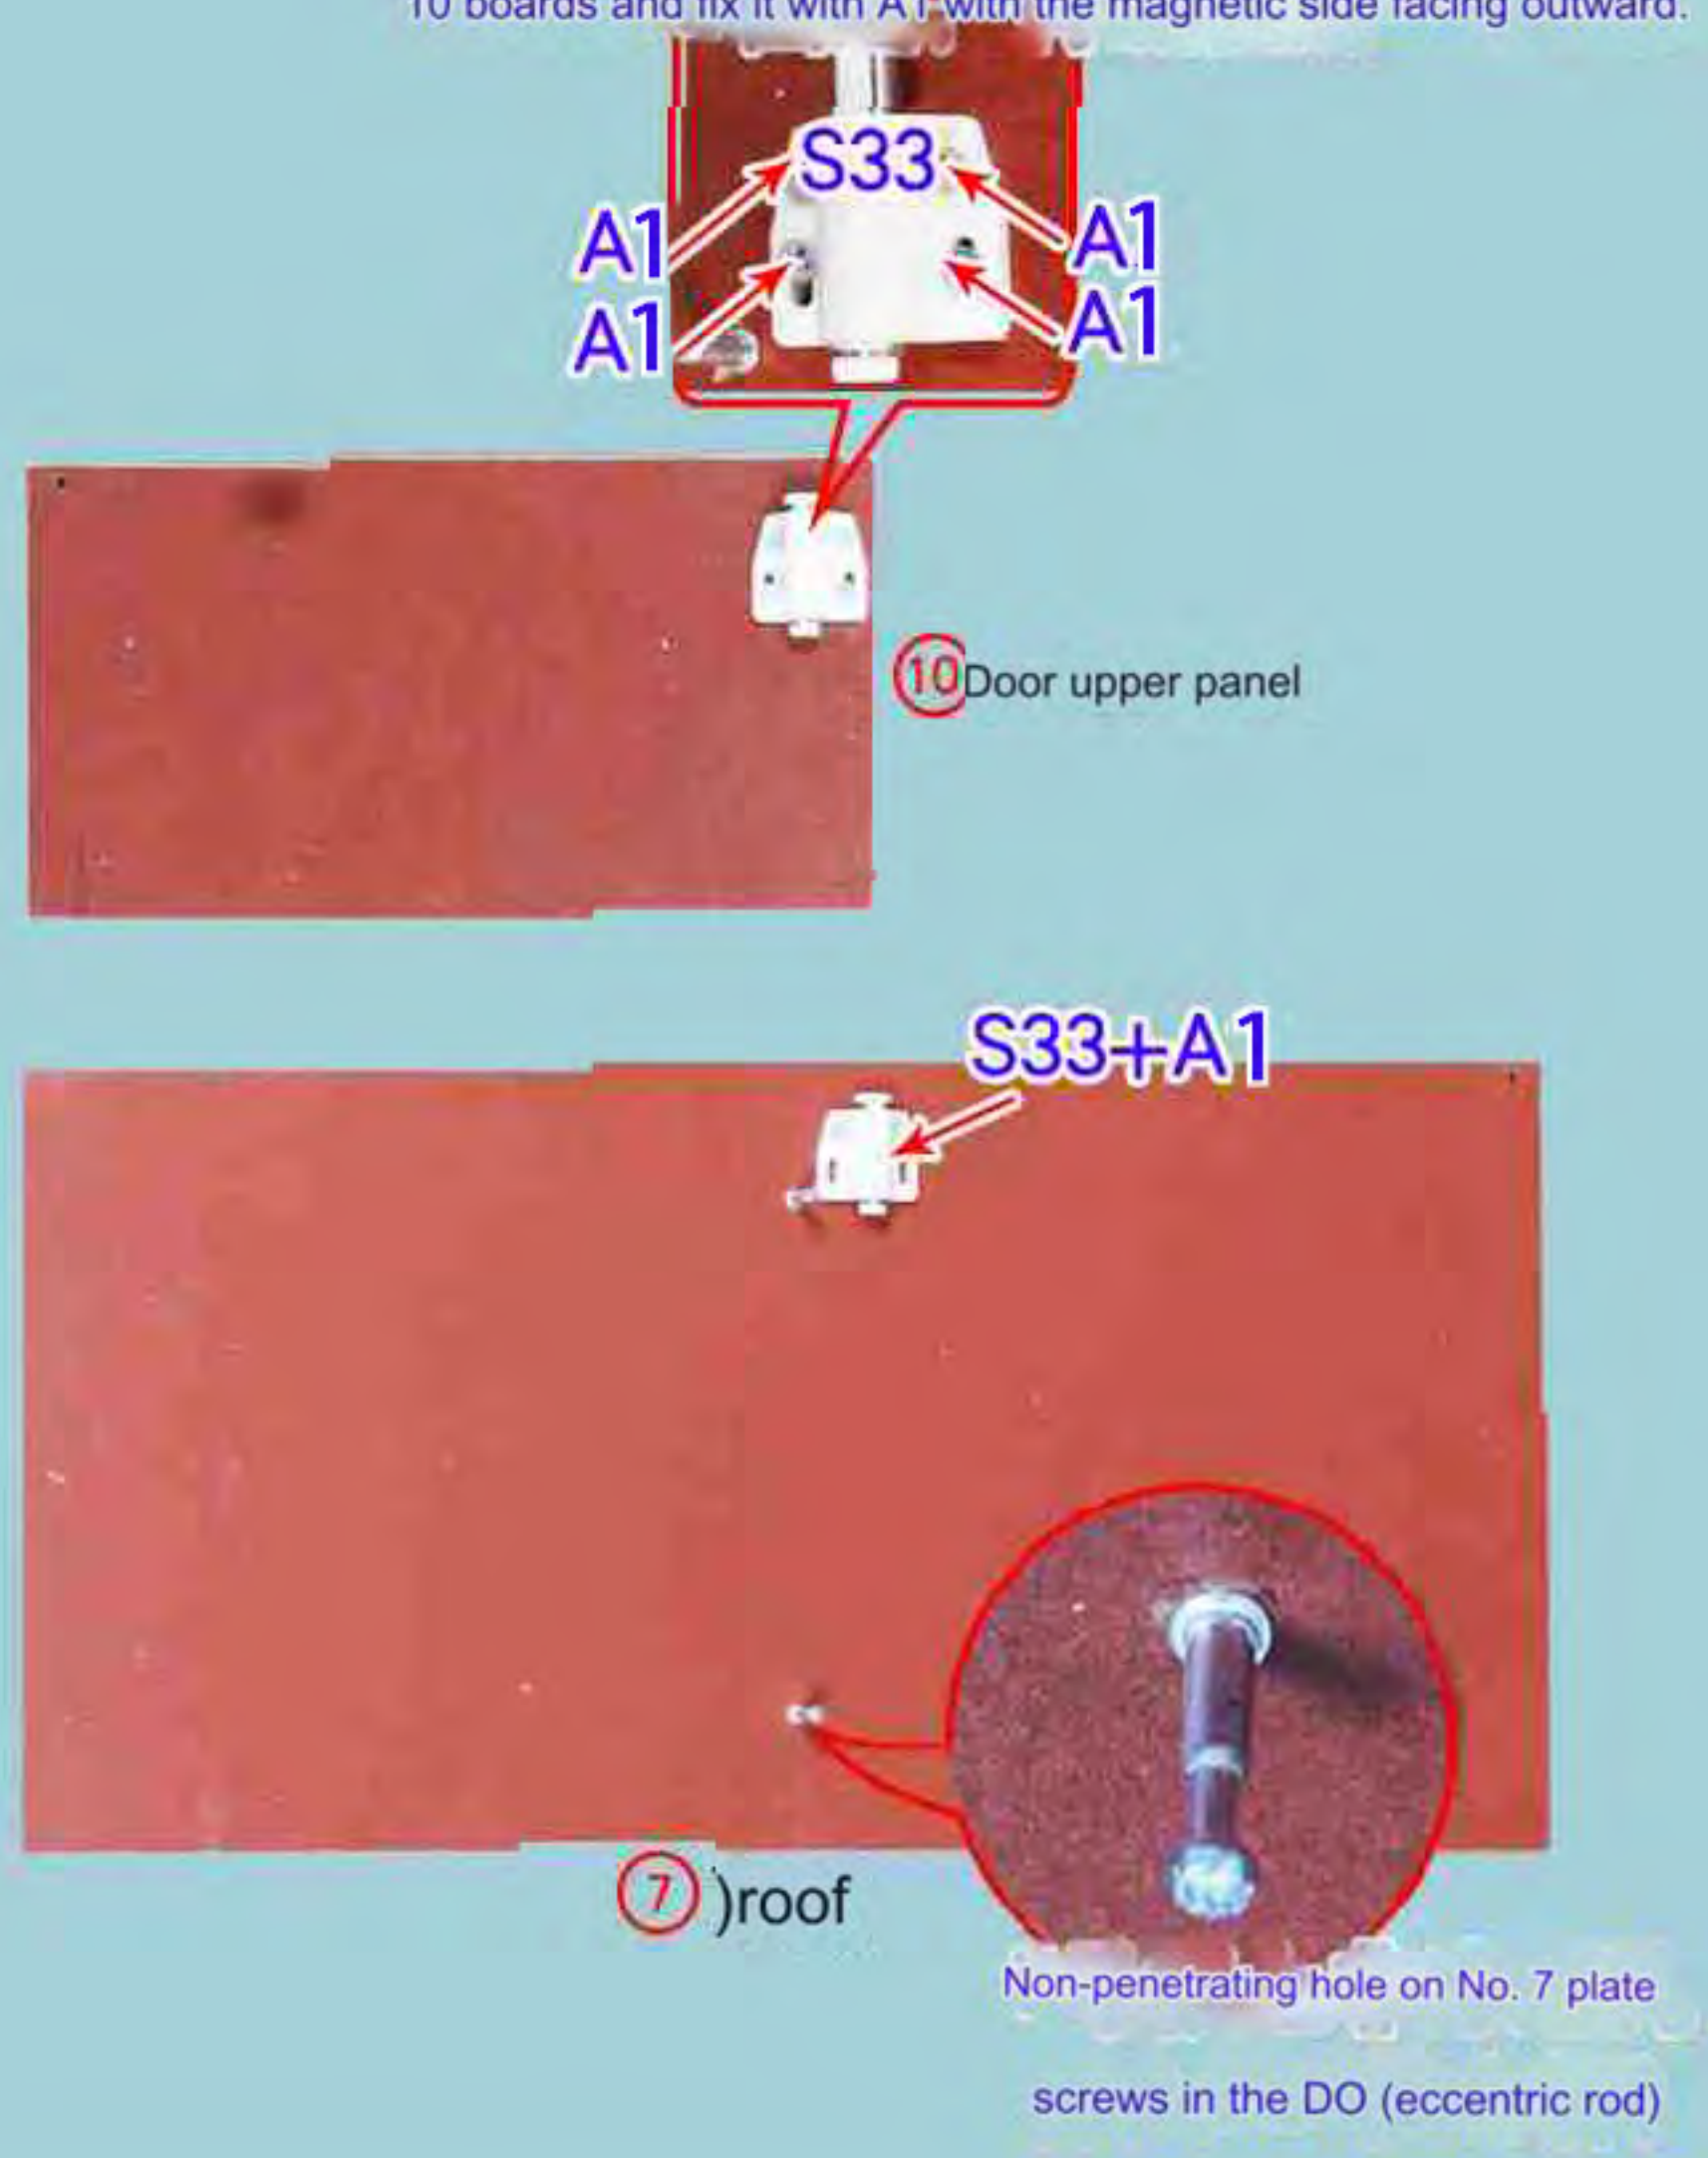 10 boards and fix it with A1 with the magnetic side facing outward.
S33
A1
A1
A1
A1
10 Door upper panel
S33+A1
7 )roof
Non-penetrating hole on No. 7 plate
screws in the DO (eccentric rod)